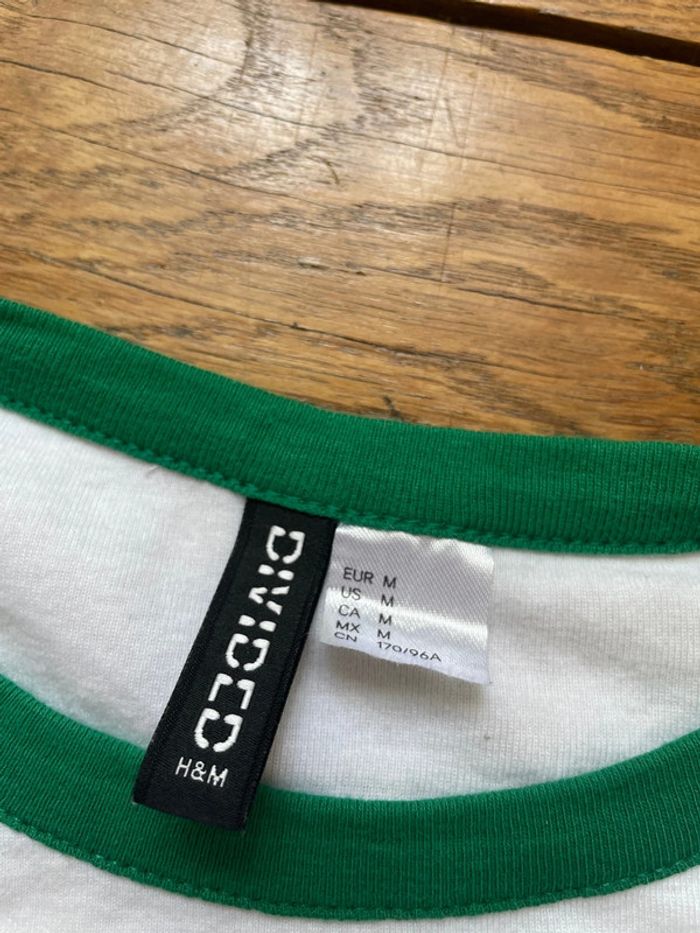 DIVIDED
H&M
EUR M
US M
CA M
MX M
CN 170/96A